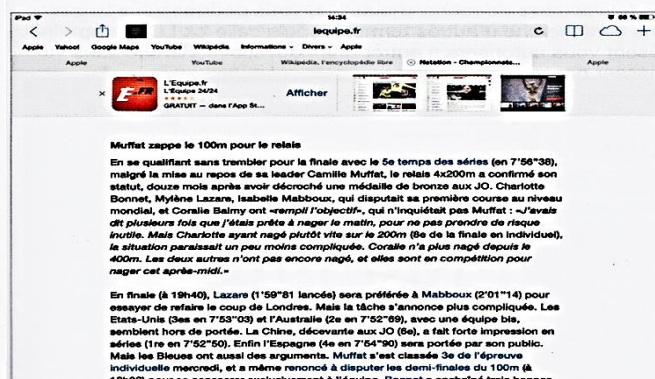 iPad
14:34
66 %
lequipe.fr
Apple Yahoo! Google Maps YouTube Wikipédia Informations Divers Apple
Apple YouTube Wikipédia, l'encyclopédie libre Natation - Championnats... Apple
L'Equipe.fr
L'Equipe 24/24
GRATUIT — dans l'App St...
Afficher
Muffat zappe le 100m pour le relais
En se qualifiant sans trembler pour la finale avec le 5e temps des séries (en 7'56"38),
malgré la mise au repos de sa leader Camille Muffat, le relais 4x200m a confirmé son
statut, douze mois après avoir décroché une médaille de bronze aux JO. Charlotte
Bonnet, Mylène Lazare, Isabelle Mabboux, qui disputait sa première course au niveau
mondial, et Coralie Balmy ont «rempli l'objectif», qui n'inquiétait pas Muffat : «J'avais
dit plusieurs fois que j'étais prête à nager le matin, pour ne pas prendre de risque
inutile. Mais Charlotte ayant nagé plutôt vite sur le 200m (8e de la finale en individuel),
la situation paraissait un peu moins compliquée. Coralie n'a plus nagé depuis le
400m. Les deux autres n'ont pas encore nagé, et elles sont en compétition pour
nager cet après-midi.»
En finale (à 19h40), Lazare (1'59"81 lancés) sera préférée à Mabboux (2'01"14) pour
essayer de refaire le coup de Londres. Mais la tâche s'annonce plus compliquée. Les
Etats-Unis (3es en 7'53"03) et l'Australie (2e en 7'52"69), avec une équipe bis,
semblent hors de portée. La Chine, décevante aux JO (6e), a fait forte impression en
séries (1re en 7'52"50). Enfin l'Espagne (4e en 7'54"90) sera portée par son public.
Mais les Bleues ont aussi des arguments. Muffat s'est classée 3e de l'épreuve
individuelle mercredi, et a même renoncé à disputer les demi-finales du 100m (à